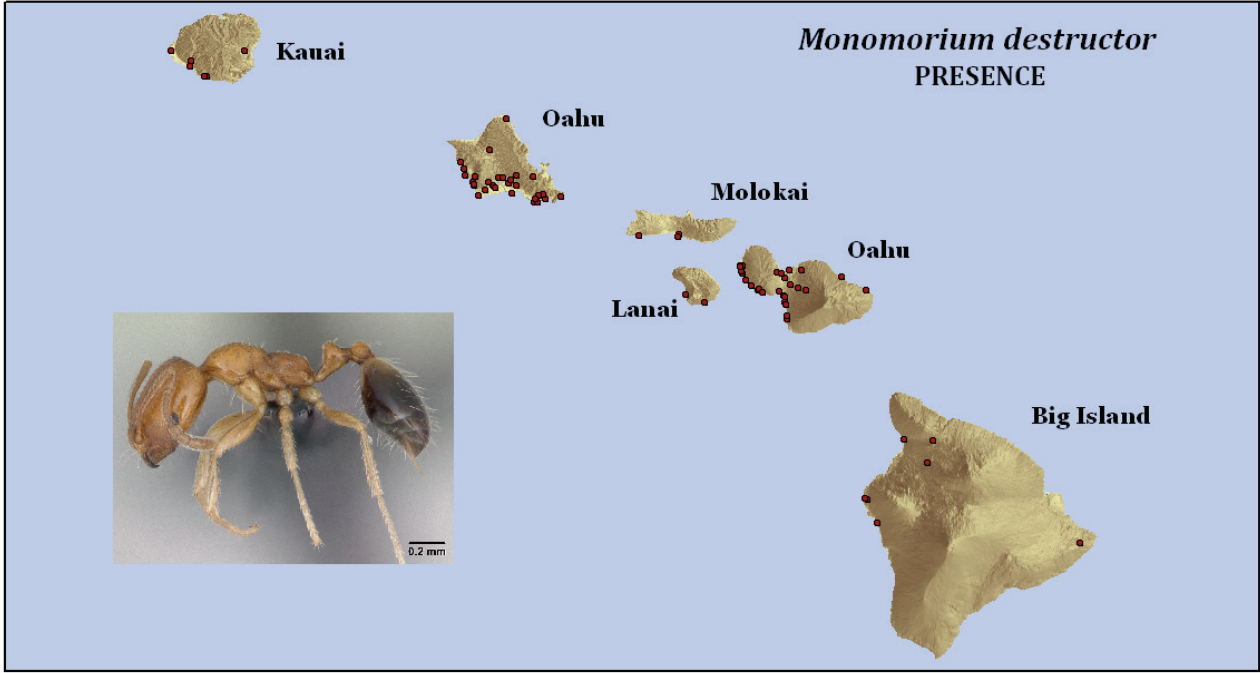 Monomorium destructor
PRESENCE
Kauai
Oahu
Molokai
Oahu
Lanai
Big Island
0.2 mm